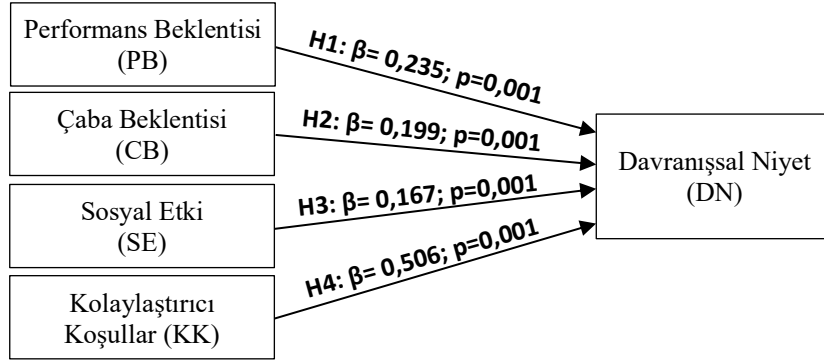 Performans Beklentisi
(PB)
H1: β= 0,235; p=0,001
Çaba Beklentisi
(CB)
H2: β= 0,199; p=0,001
Sosyal Etki
(SE)
H3: β= 0,167; p=0,001
Kolaylaştırıcı
Koşullar (KK)
H4: β= 0,506; p=0,001
Davranışsal Niyet
(DN)